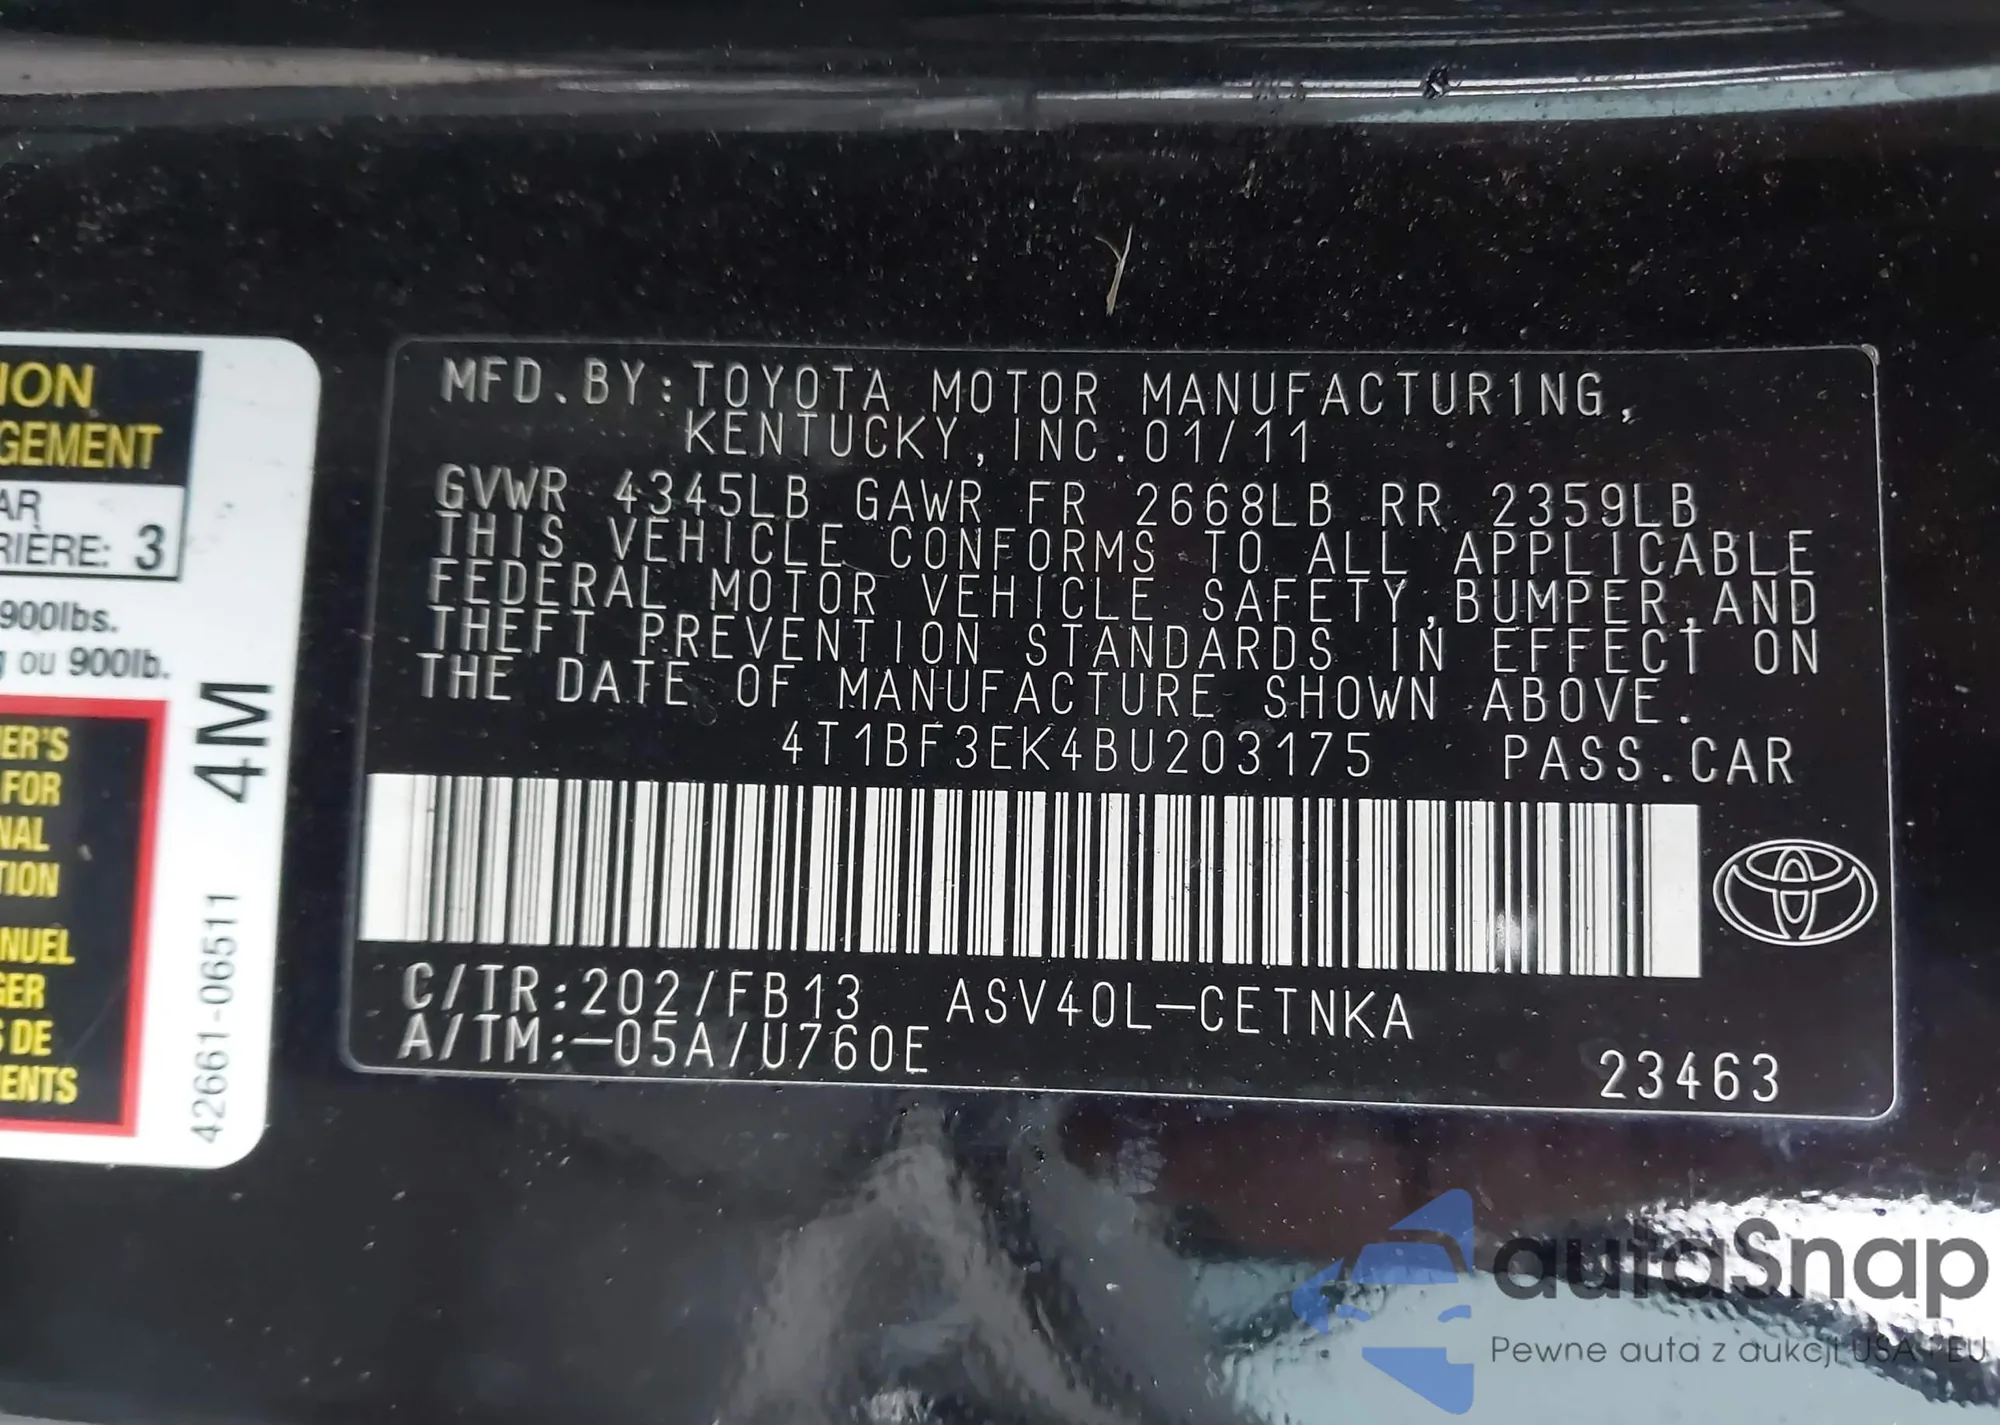 ION
GEMENT
AR
RIÈRE: 3
900lbs.
ou 900lb.
ER'S
FOR
NAL
TION
NUEL
GER
DE
ENTS
4M
42661-06511
MFD.BY:TOYOTA MOTOR MANUFACTURING,
KENTUCKY, INC.01/11
GVWR 4345LB GAWR FR 2668LB RR 2359LB
THIS VEHICLE CONFORMS TO ALL APPLICABLE
FEDERAL MOTOR VEHICLE SAFETY,BUMPER,AND
THEFT PREVENTION STANDARDS IN EFFECT ON
THE DATE OF MANUFACTURE SHOWN ABOVE.
4T1BF3EK4BU203175 PASS.CAR
C/TR:202/FB13 ASV40L-CETNKA
A/TM:-05A/U760E
23463
autaSnap
Pewne auta z aukcji USA i EU